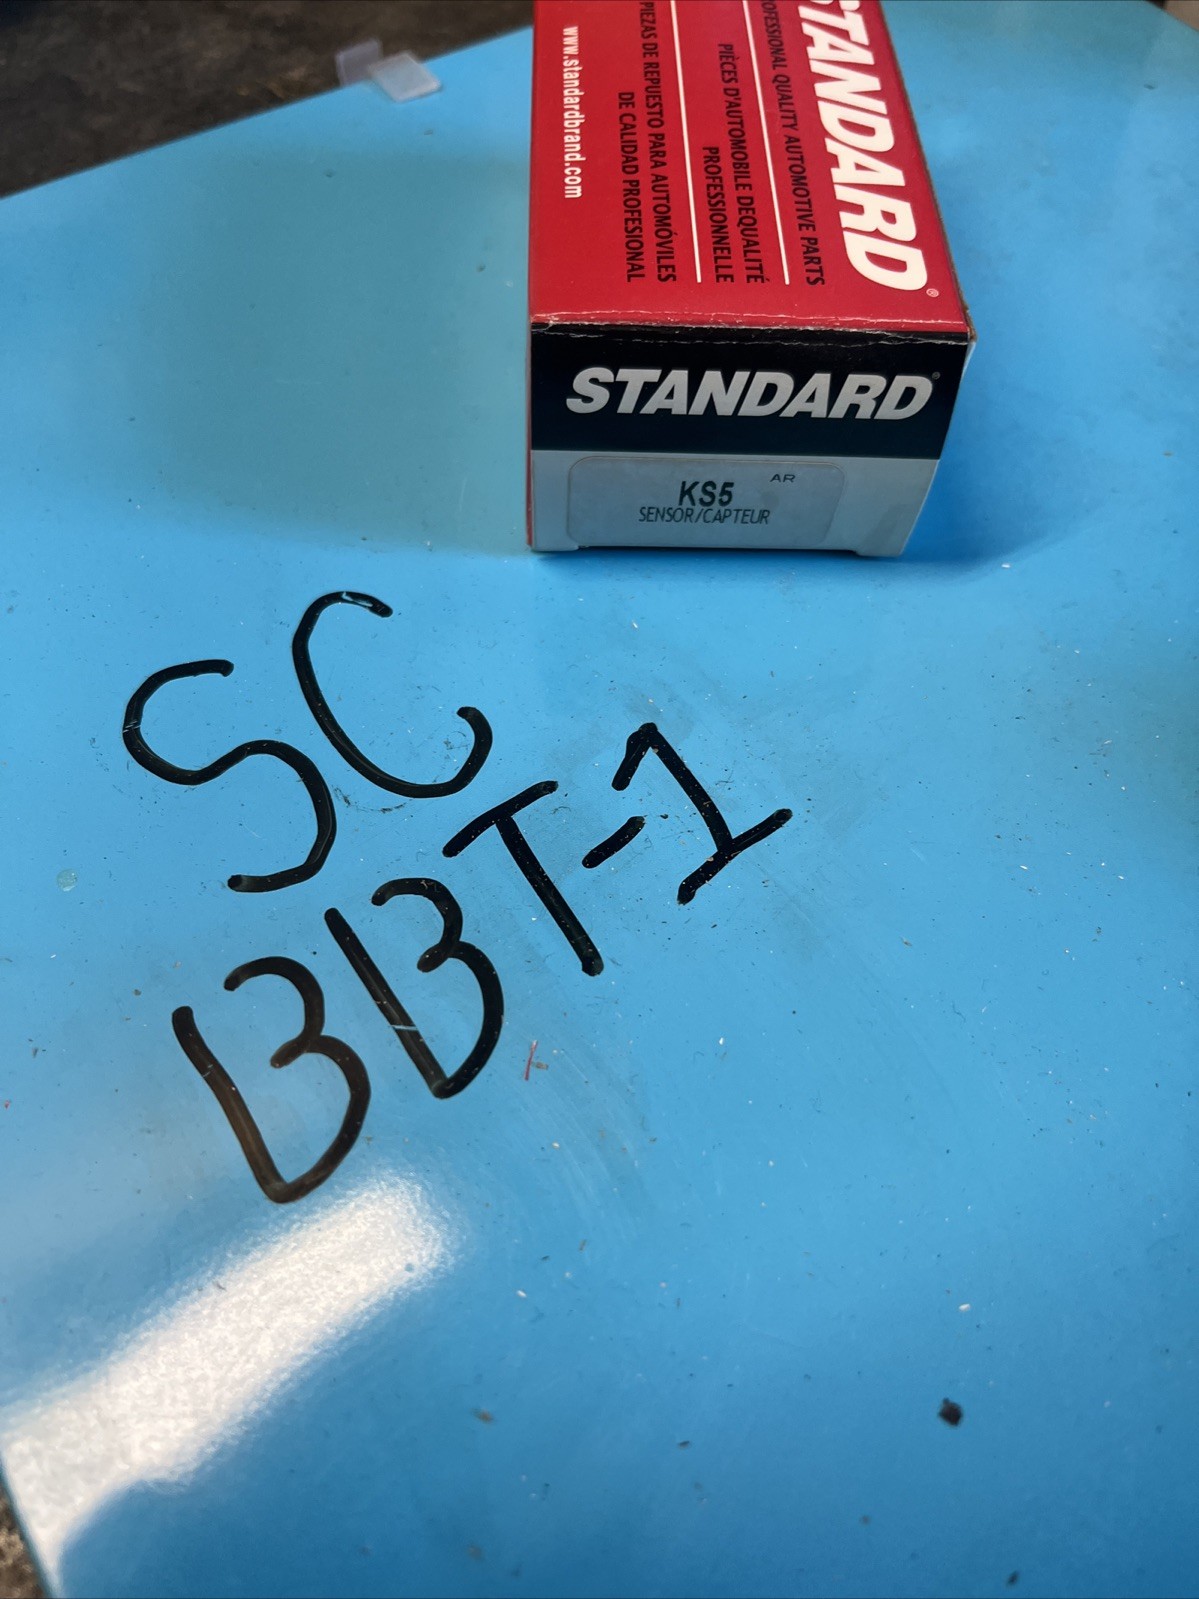 STANDARD®
PROFESSIONAL QUALITY AUTOMOTIVE PARTS
PIÈCES D'AUTOMOBILE DEQUALITÉ
PROFESSIONNELLE
PIEZAS DE REPUESTO PARA AUTOMÓVILES
DE CALIDAD PROFESIONAL
www.standardbrand.com
STANDARD®
AR
KS5
SENSOR/CAPTEUR
SC
BBT-1